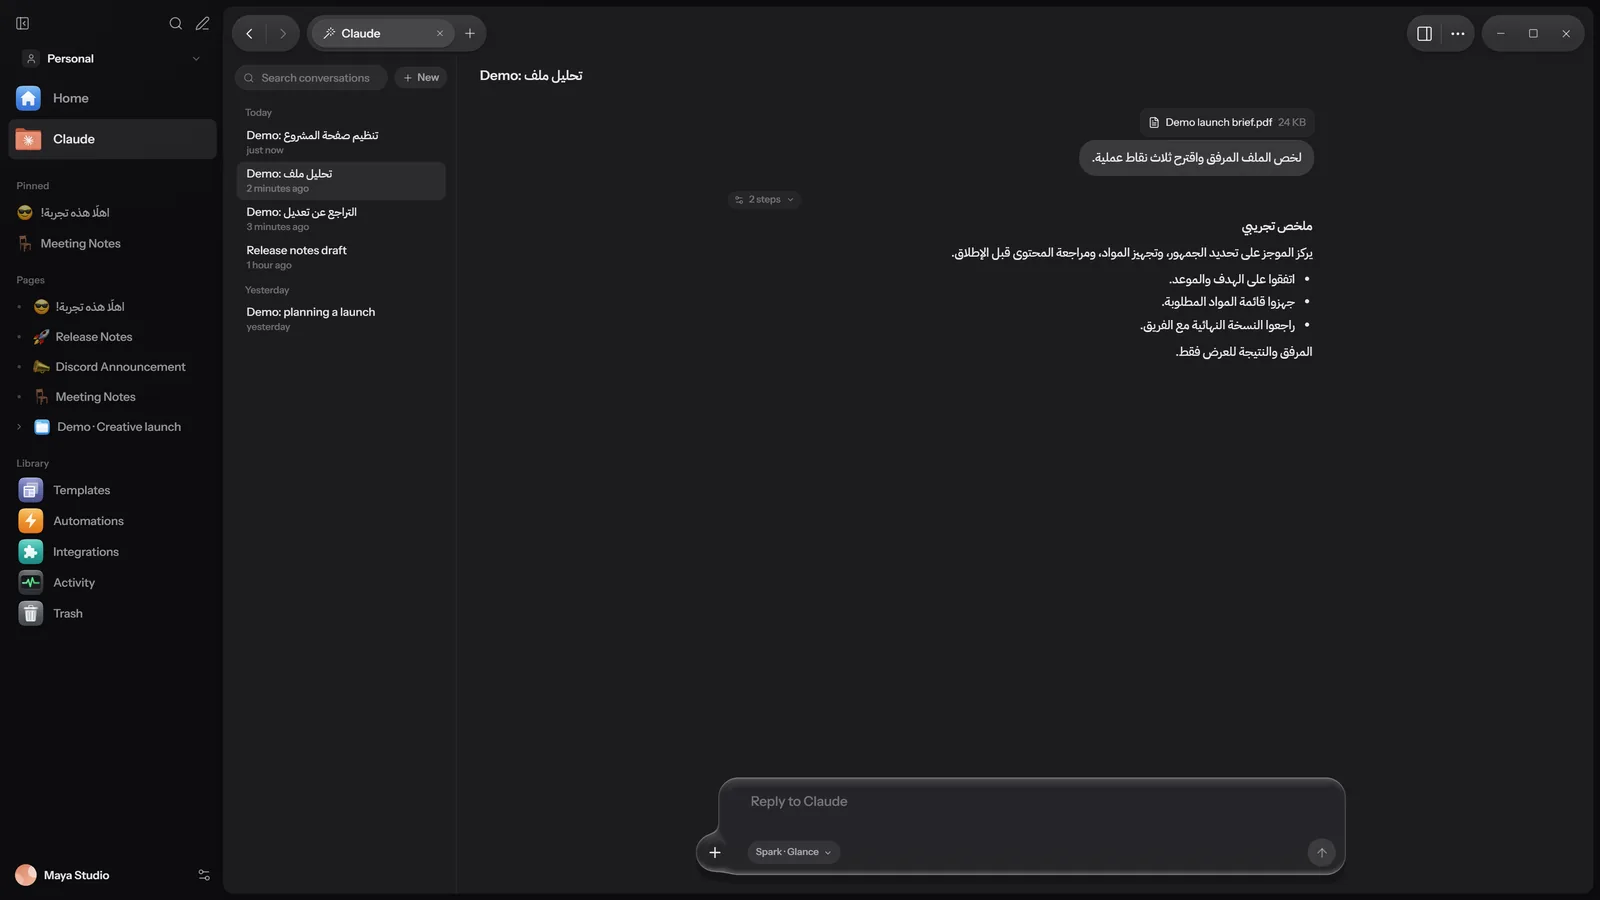 Personal
Home
Claude
Pinned
اهلًا هذه تجربة!
Meeting Notes
Pages
اهلًا هذه تجربة!
Release Notes
Discord Announcement
Meeting Notes
Demo · Creative launch
Library
Templates
Automations
Integrations
Activity
Trash
Maya Studio
Claude
Search conversations
New
Today
Demo: تنظيم صفحة المشروع
just now
Demo: تحليل ملف
2 minutes ago
Demo: التراجع عن تعديل
3 minutes ago
Release notes draft
1 hour ago
Yesterday
Demo: planning a launch
yesterday
Demo: تحليل ملف
Demo launch brief.pdf 24 KB
لخص الملف المرفق واقترح ثلاث نقاط عملية.
2 steps
ملخص تجريبي
يركز الموجز على تحديد الجمهور، وتجهيز المواد، ومراجعة المحتوى قبل الإطلاق.
• اتفقوا على الهدف والموعد.
• جهزوا قائمة المواد المطلوبة.
• راجعوا النسخة النهائية مع الفريق.
المرفق والنتيجة للعرض فقط.
Reply to Claude
Spark · Glance